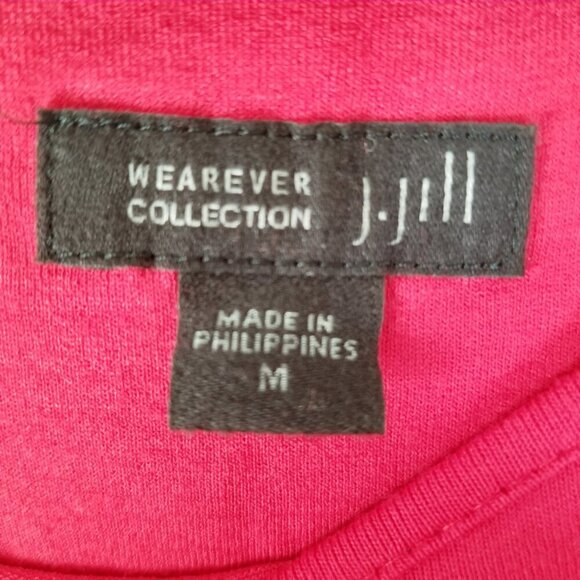 WEAREVER
COLLECTION
J.Jill
MADE IN
PHILIPPINES
M